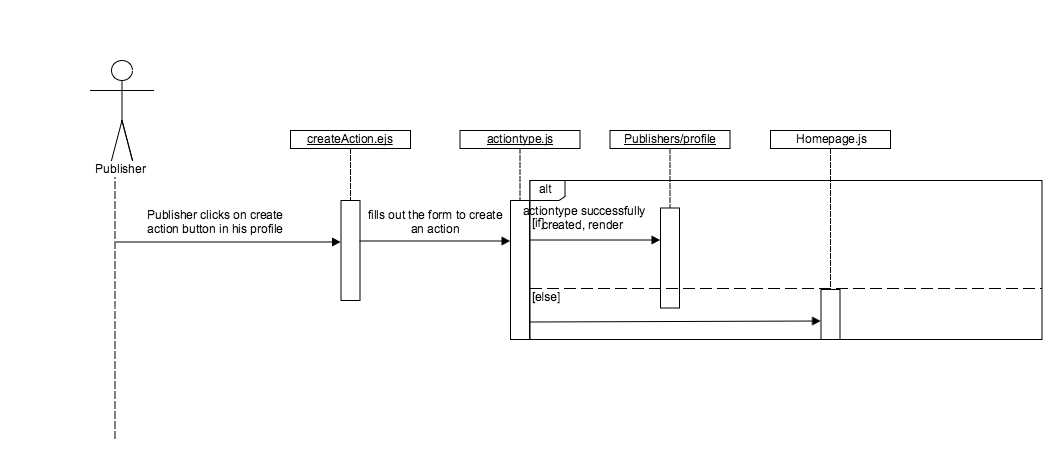 Publisher
createAction.ejs
actiontype.js
Publishers/profile
Homepage.js
alt
Publisher clicks on create
action button in his profile
fills out the form to create
an action
actiontype successfully
[if]
created, render
[else]